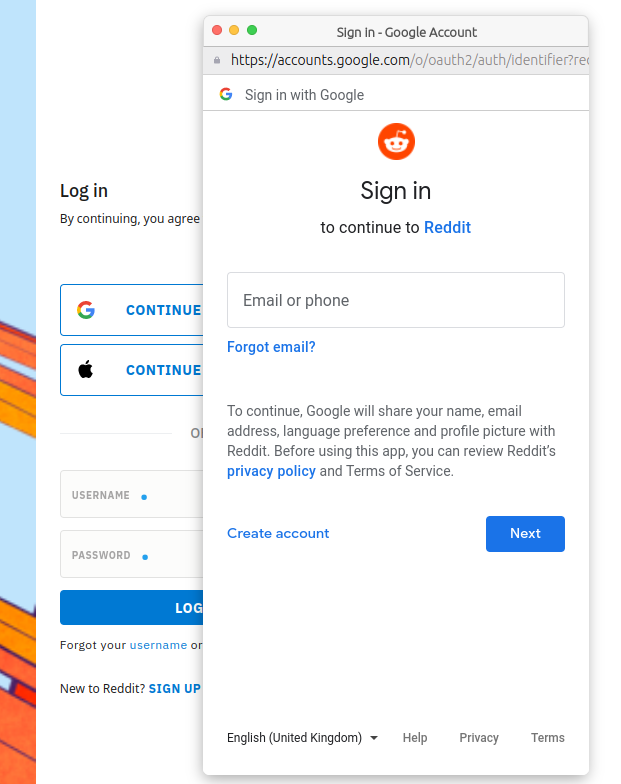 Sign In - Google Account
https://accounts.google.com/o/oauth2/auth/identifier?rec
Sign in with Google
Sign in
to continue to Reddit
Email or phone
Forgot email?
To continue, Google will share your name, email
address, language preference and profile picture with
Reddit. Before using this app, you can review Reddit's
privacy policy and Terms of Service.
Create account
Next
English (United Kingdom)
Help
Privacy
Terms
Log in
By continuing, you agree
CONTINUE
CONTINUE
USERNAME
PASSWORD
LOG
Forgot your username or
New to Reddit? SIGN UP